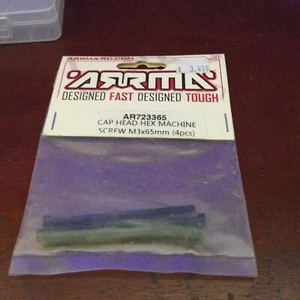 ARRMA-RC.COM
ARRMA
DESIGNED FAST DESIGNED TOUGH
AR723365
CAP HEAD HEX MACHINE
SCREW M3x65mm (4pcs)